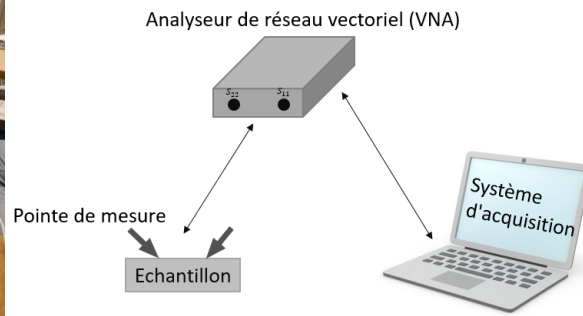 Analyseur de réseau vectoriel (VNA)
S₂₂ S₁₁
Pointe de mesure
Echantillon
Système
d'acquisition